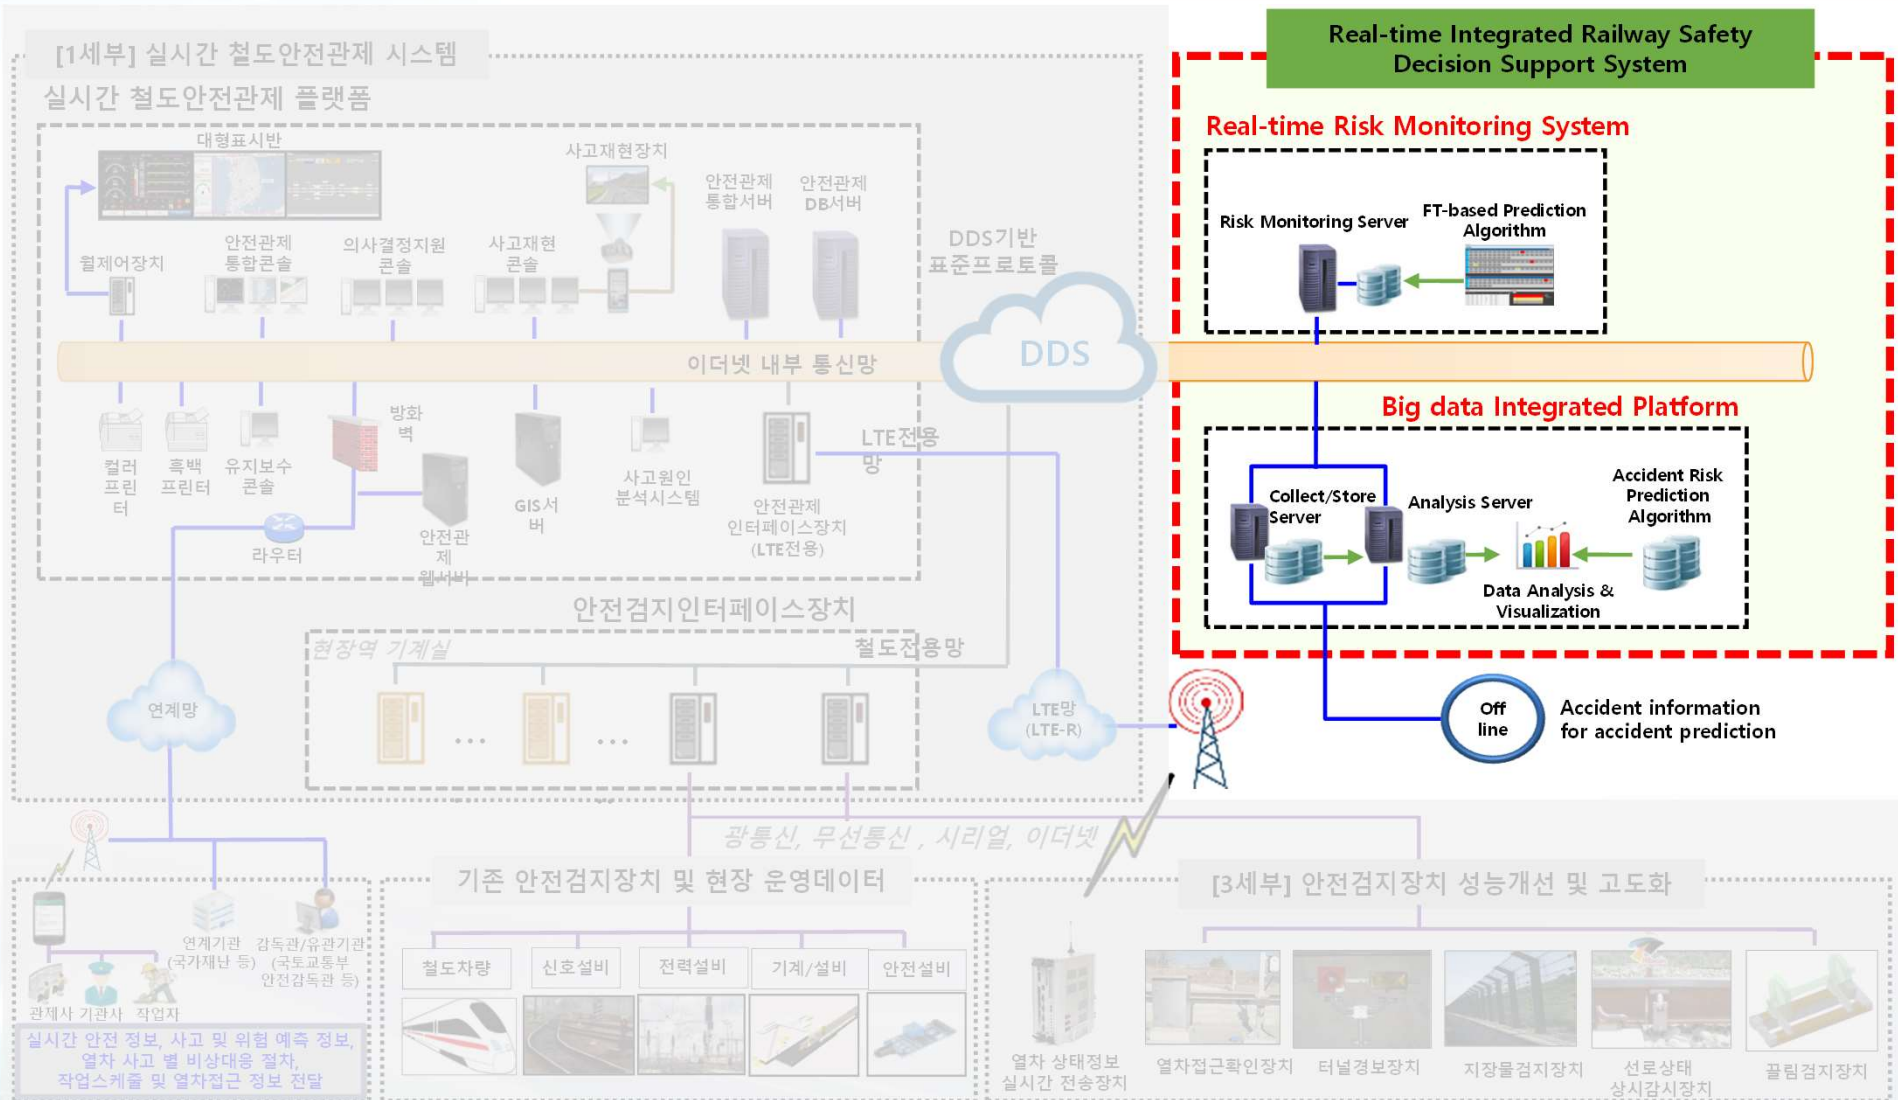 [1세부] 실시간 철도안전관제 시스템
실시간 철도안전관제 플랫폼
대형표시반
사고재현장치
안전관제
통합서버
안전관제
DB서버
월제어장치
안전관제
통합콘솔
의사결정지원
콘솔
사고재현
콘솔
DDS기반
표준프로토콜
이더넷 내부 통신망
DDS
컬러
프린
터
흑백
프린터
유지보수
콘솔
방화
벽
라우터
안전관
제
웹서버
GIS서
버
사고원인
분석시스템
안전관제
인터페이스장치
(LTE전용)
LTE전용
망
안전검지인터페이스장치
현장역 기계실
철도전용망
...
...
연계망
LTE망
(LTE-R)
Real-time Integrated Railway Safety
Decision Support System
Real-time Risk Monitoring System
Risk Monitoring Server
FT-based Prediction
Algorithm
Big data Integrated Platform
Collect/Store
Server
Analysis Server
Accident Risk
Prediction
Algorithm
Data Analysis &
Visualization
Off
line
Accident information
for accident prediction
광통신, 무선통신 , 시리얼, 이더넷
연계기관
(국가재난 등)
감독관/유관기관
(국토교통부
안전감독관 등)
관제사 기관사 작업자
실시간 안전 정보, 사고 및 위험 예측 정보,
열차 사고 별 비상대응 절차,
작업스케줄 및 열차접근 정보 전달
기존 안전검지장치 및 현장 운영데이터
철도차량
신호설비
전력설비
기계/설비
안전설비
[3세부] 안전검지장치 성능개선 및 고도화
열차 상태정보
실시간 전송장치
열차접근확인장치
터널경보장치
지장물검지장치
선로상태
상시감시장치
끌림검지장치